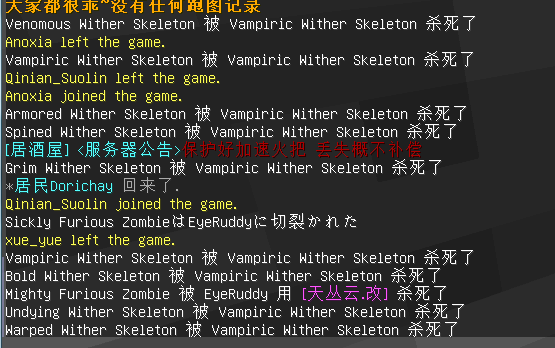 大家都很乖~没有任何跑图记录
Venomous Wither Skeleton 被 Vampiric Wither Skeleton 杀死了
Anoxia left the game.
Vampiric Wither Skeleton 被 Vampiric Wither Skeleton 杀死了
Qinian_Suolin left the game.
Anoxia joined the game.
Armored Wither Skeleton 被 Vampiric Wither Skeleton 杀死了
Spined Wither Skeleton 被 Vampiric Wither Skeleton 杀死了
[居酒屋] <服务器公告>保护好加速火把 丢失概不补偿
Grim Wither Skeleton 被 Vampiric Wither Skeleton 杀死了
*居民Dorichay 回来了.
Qinian_Suolin joined the game.
Sickly Furious ZombieはEyeRuddyに切裂かれた
xue_yue left the game.
Vampiric Wither Skeleton 被 Vampiric Wither Skeleton 杀死了
Bold Wither Skeleton 被 Vampiric Wither Skeleton 杀死了
Mighty Furious Zombie 被 EyeRuddy 用 [天丛云.改] 杀死了
Undying Wither Skeleton 被 Vampiric Wither Skeleton 杀死了
Warped Wither Skeleton 被 Vampiric Wither Skeleton 杀死了